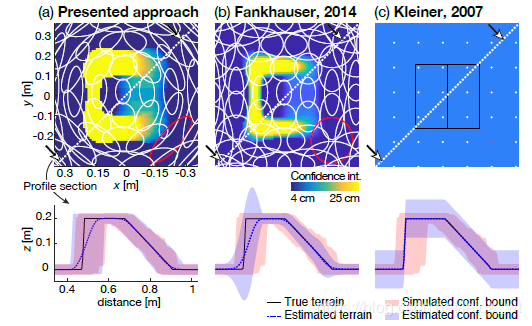 (a) Presented approach
(b) Fankhauser, 2014
(c) Kleiner, 2007
y [m]
0.3
0.2
0.1
0
-0.1
-0.2
0.3 0.15 0 -0.15 -0.3
x [m]
Profile section
Confidence int.
4 cm 25 cm
z [m]
0.2
0.1
0
0.4 0.6 0.8 1
distance [m]
True terrain
Estimated terrain
Simulated conf. bound
Estimated conf. bound